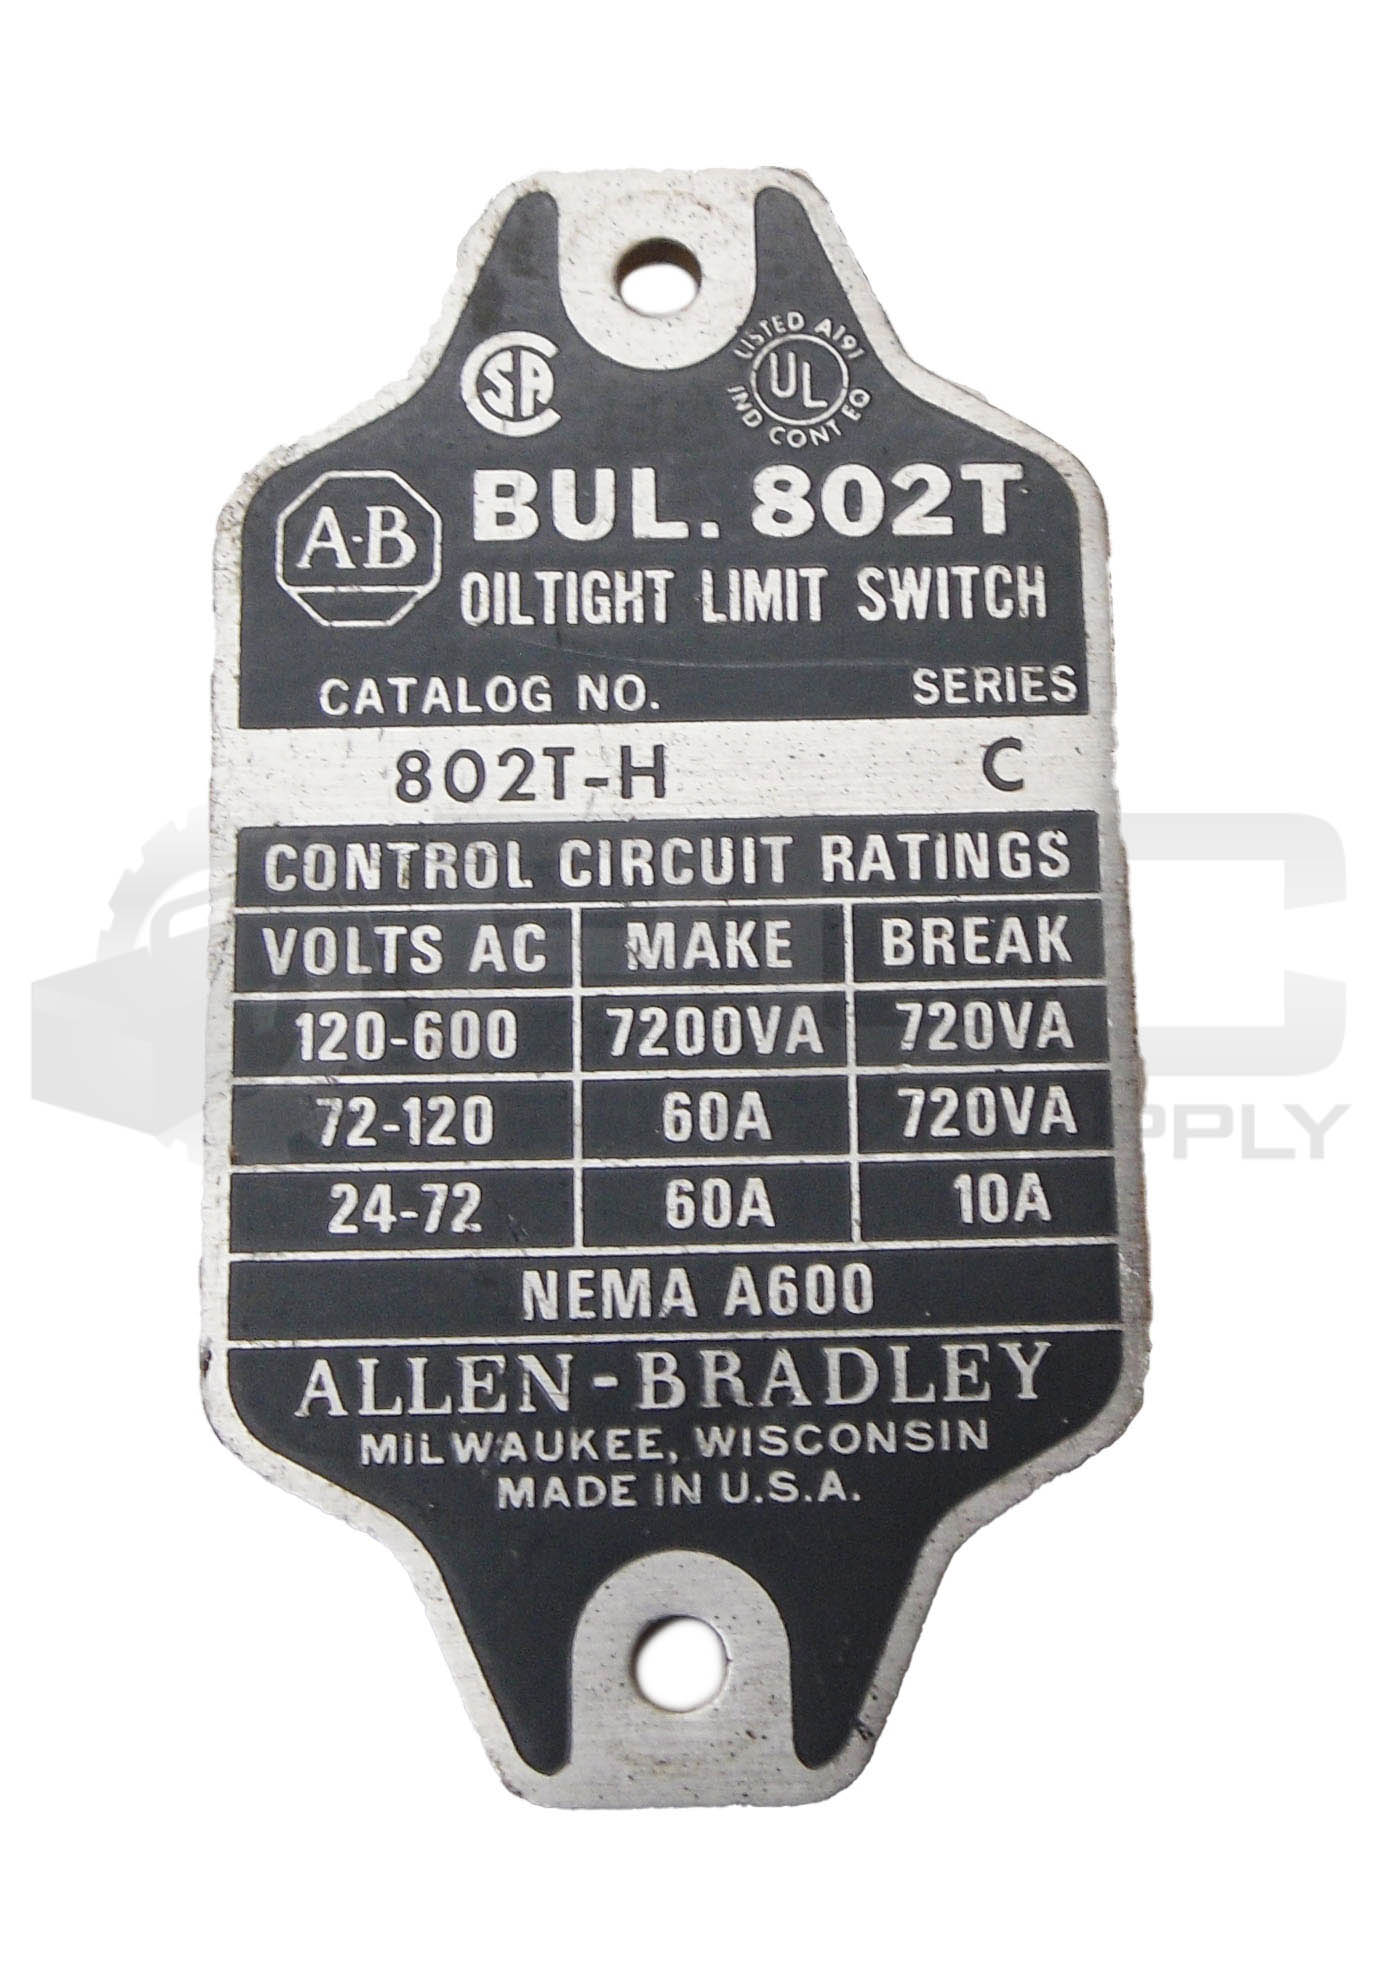 CSA
LISTED A191
UL
IND CONT EQ
A-B
BUL. 802T
OILTIGHT LIMIT SWITCH
CATALOG NO. SERIES
802T-H C
CONTROL CIRCUIT RATINGS
VOLTS AC MAKE BREAK
120-600 7200VA 720VA
72-120 60A 720VA
24-72 60A 10A
NEMA A600
ALLEN-BRADLEY
MILWAUKEE, WISCONSIN
MADE IN U.S.A.